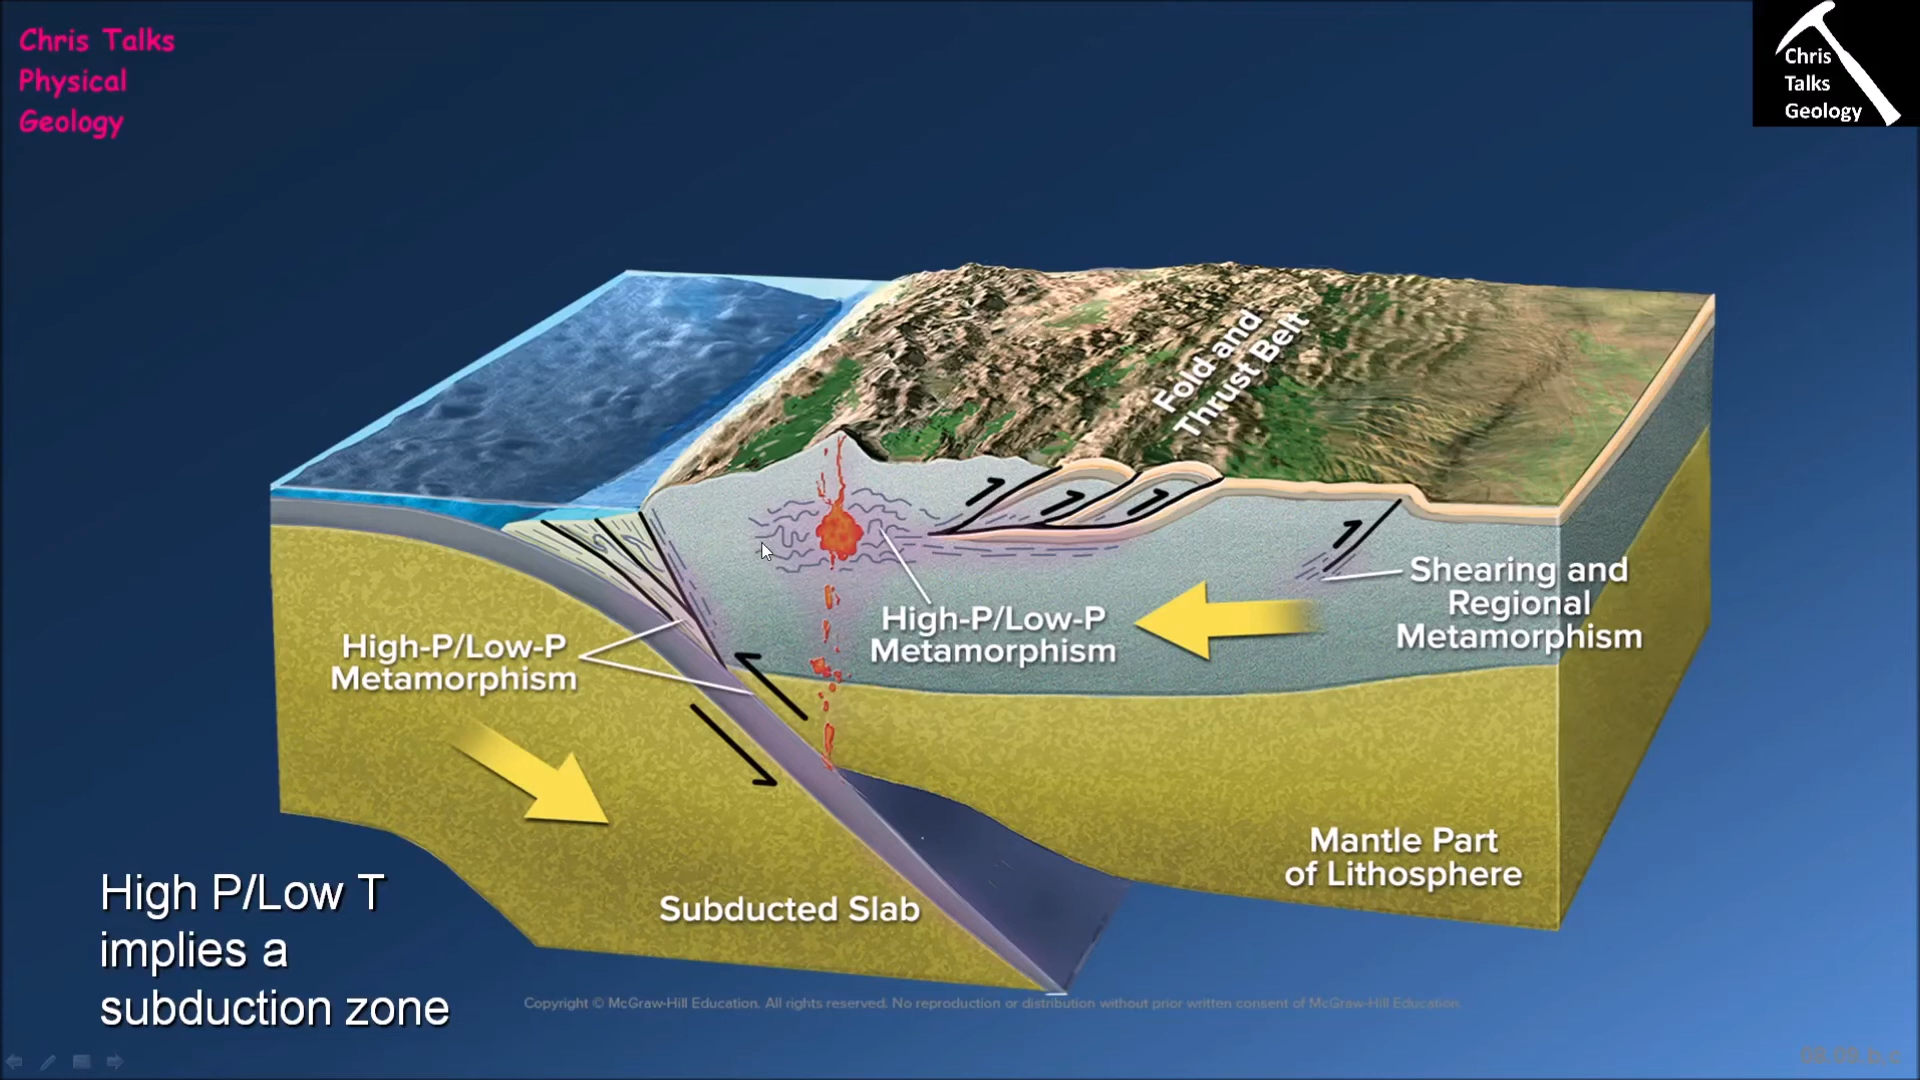 Chris Talks
Physical
Geology
Chris
Talks
Geology
Fold and
Thrust Belt
High-P/Low-P
Metamorphism
High-P/Low-P
Metamorphism
Shearing and
Regional
Metamorphism
Mantle Part
of Lithosphere
Subducted Slab
High P/Low T
implies a
subduction zone
Copyright © McGraw-Hill Education. All rights reserved. No reproduction or distribution without prior written consent of McGraw-Hill Education.